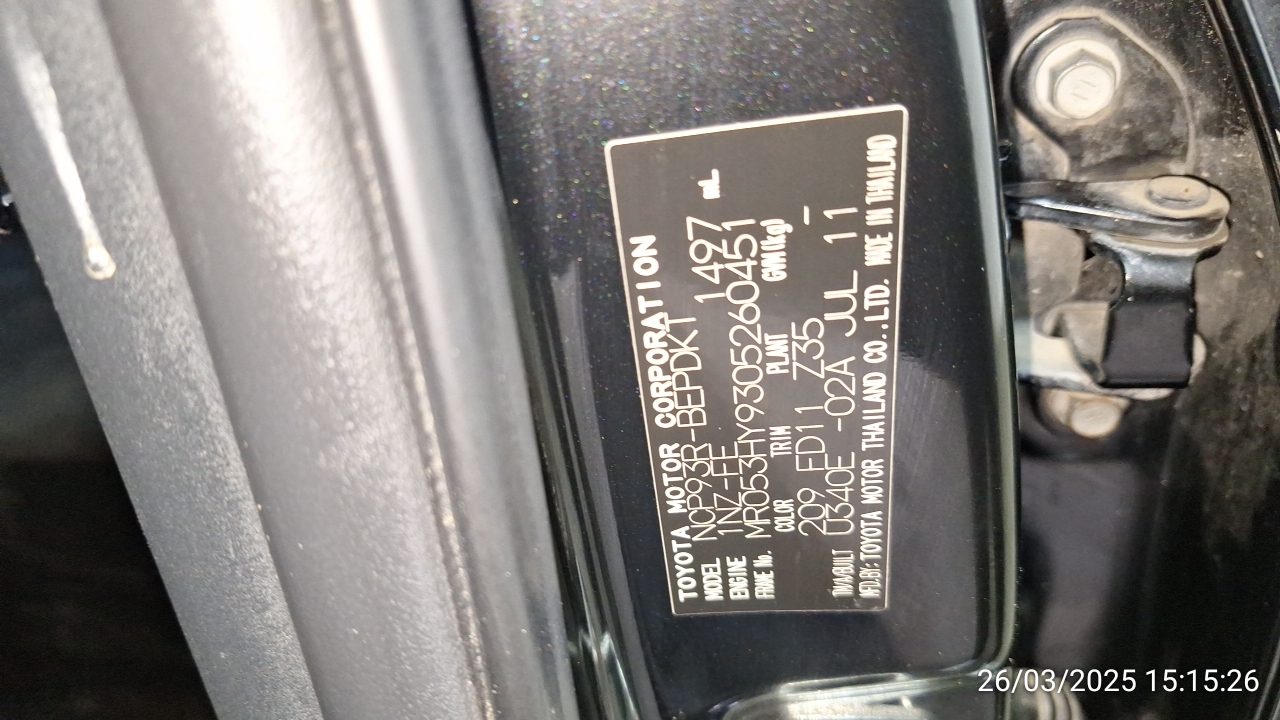 TOYOTA MOTOR CORPORATION
MODEL NCP93R-BEPDKT 1497 mL
ENGINE 1NZ-FE
FRAME No. MR053HY9305260451
COLOR TRIM PLANT GVM(kg)
209 FD11 Z35 –
T/A/BUILT U340E -02A JUL 11
MFD.BY:TOYOTA MOTOR THAILAND CO.,LTD. MADE IN THAILAND
26/03/2025 15:15:26